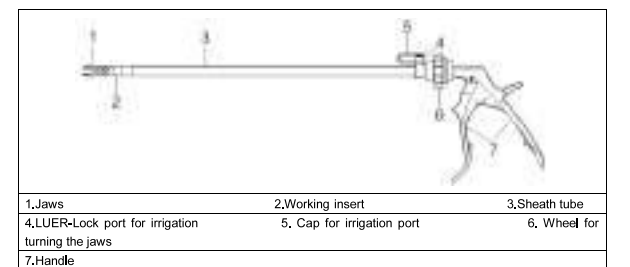 1 3 5 4
2 6
7
1.Jaws 2.Working insert 3.Sheath tube
4.LUER-Lock port for irrigation 5. Cap for irrigation port 6. Wheel for
turning the jaws
7.Handle